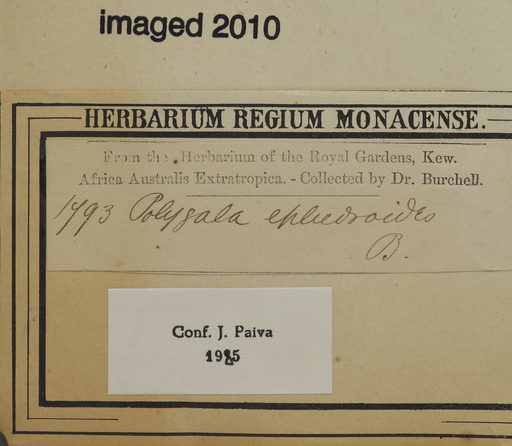 imaged 2010
HERBARIUM REGIUM MONACENSE.
From the Herbarium of the Royal Gardens, Kew.
Africa Australis Extratropica. - Collected by Dr. Burchell.
1793 Polygala ephedroides
B.
Conf. J. Paiva